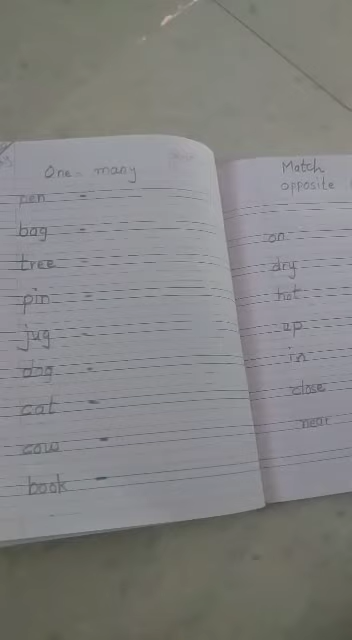 One = many
pen =
bag =
tree =
pin =
jug -
dog =
cat -
cow -
book -
Match
opposite
on
dry
hot
up
in
close
near